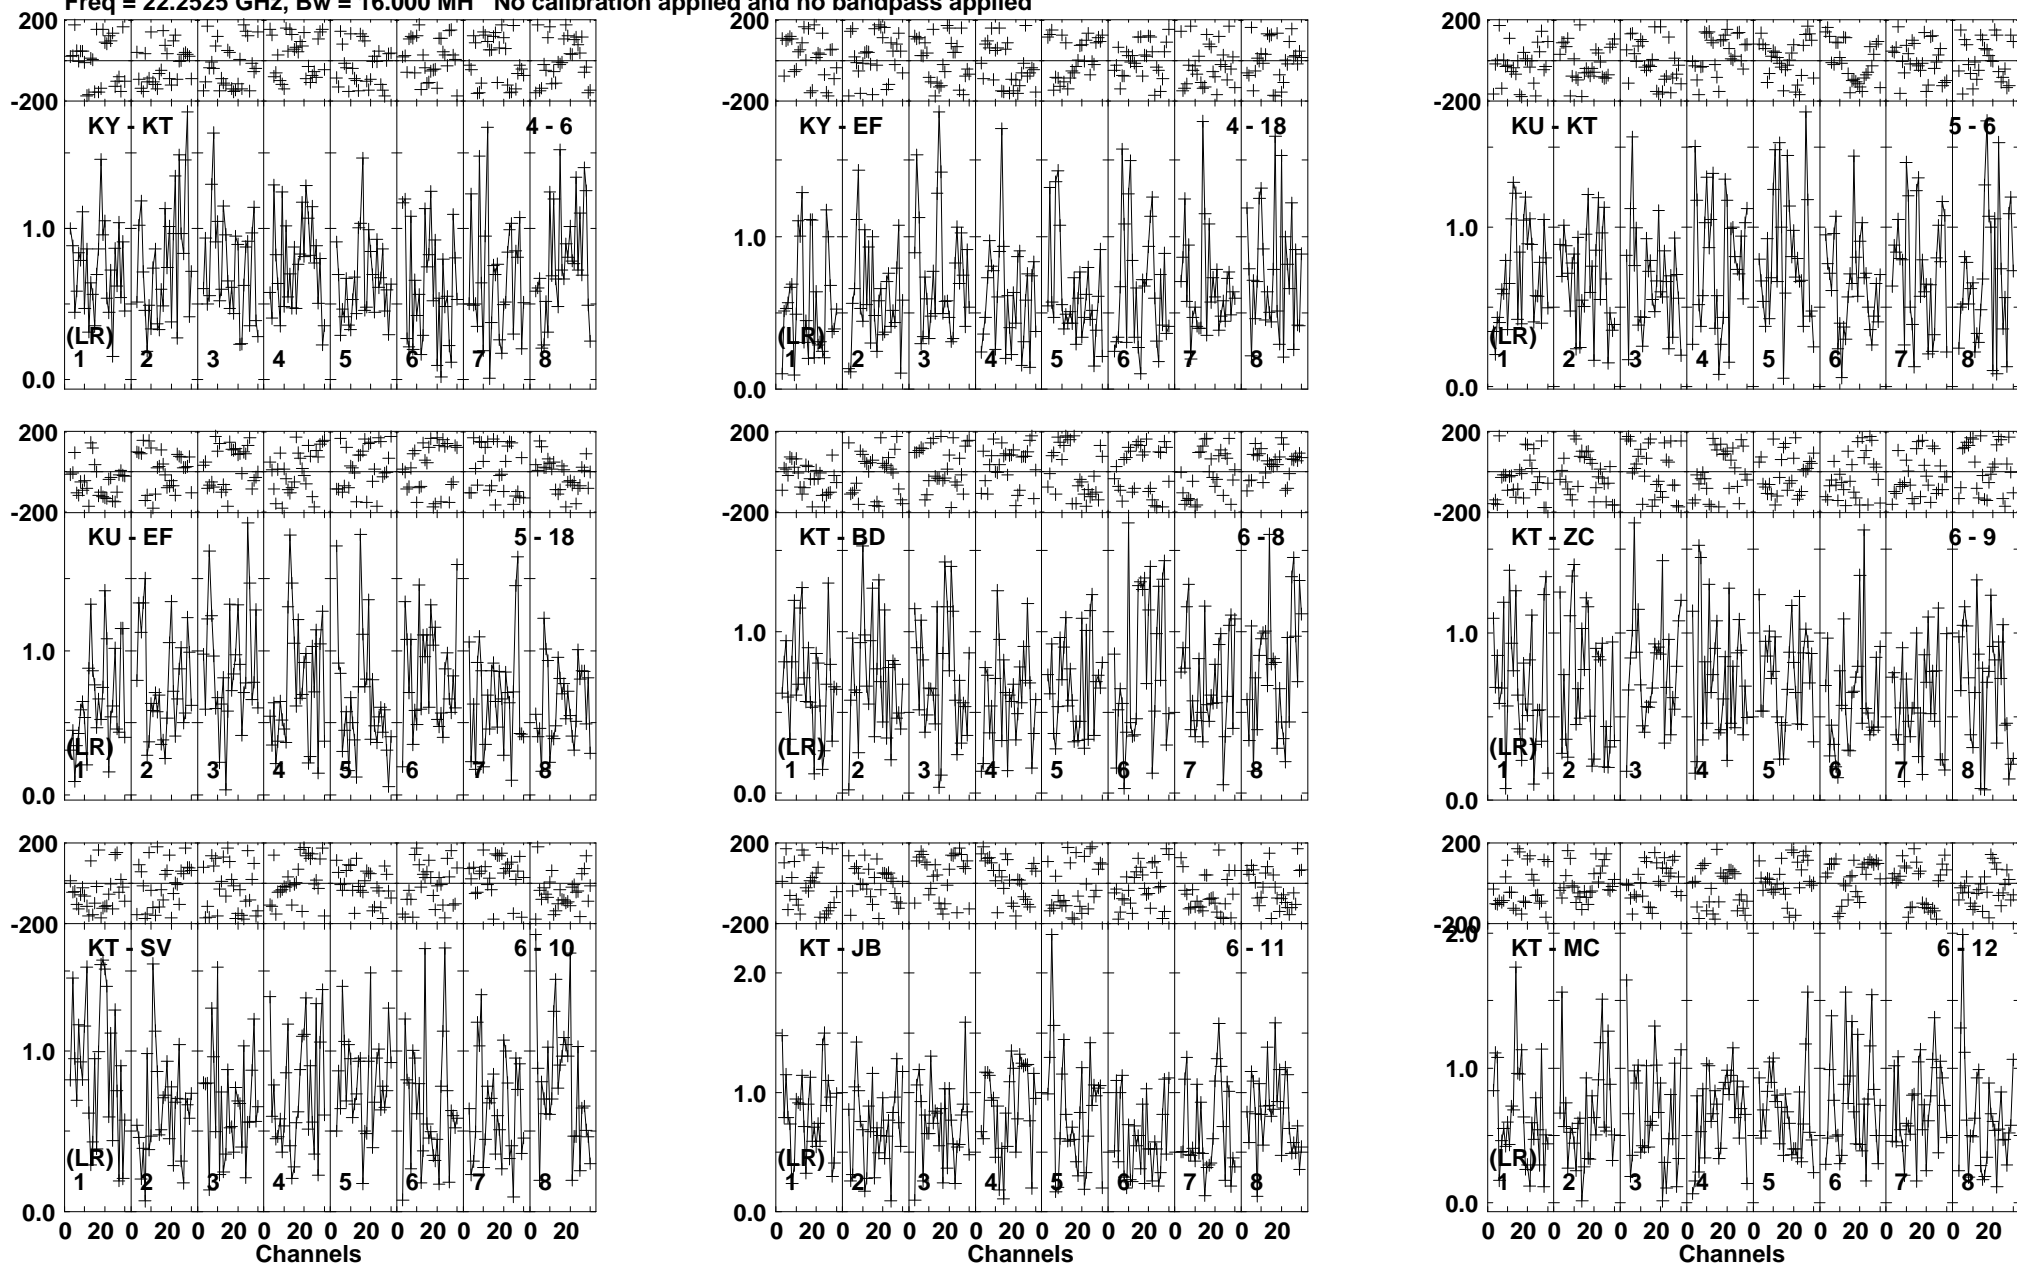 Freq = 22.2525 GHz, Bw = 16.000 MH No calibration applied and no bandpass applied
200 200 200
-200 -200 -200
KY - KT 4 - 6 KY - EF 4 - 18 KU - KT 5 - 6
1.0 1.0 1.0
(LR) (LR) (LR)
1 2 3 4 5 6 7 8 1 2 3 4 5 6 7 8 1 2 3 4 5 6 7 8
0.0 0.0 0.0
200 200 200
-200 -200 -200
KU - EF 5 - 18 KT - BD 6 - 8 KT - ZC 6 - 9
1.0 1.0 1.0
(LR) (LR) (LR)
1 2 3 4 5 6 7 8 1 2 3 4 5 6 7 8 1 2 3 4 5 6 7 8
0.0 0.0 0.0
200 200 200
-200 -200 -200
2.0
KT - SV 6 - 10 KT - JB 6 - 11 KT - MC 6 - 12
2.0
1.0 1.0 1.0
(LR) (LR) (LR)
1 2 3 4 5 6 7 8 1 2 3 4 5 6 7 8 1 2 3 4 5 6 7 8
0.0 0.0 0.0
0 20 0 20 0 20 0 20 0 20 0 20 0 20 0 20 0 20 0 20 0 20 0 20 0 20 0 20 0 20 0 20 0 20 0 20 0 20 0 20 0 20 0 20 0 20 0 20
Channels Channels Channels